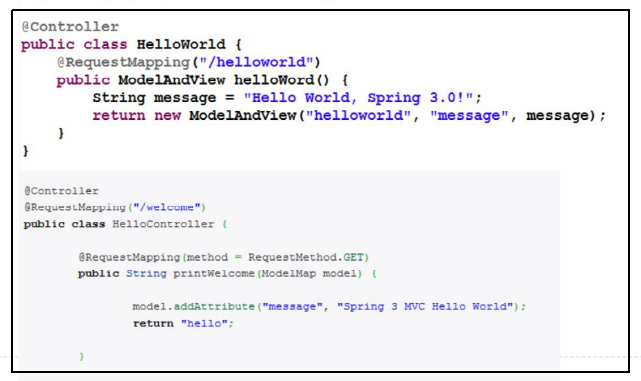 @Controller
public class HelloWorld {
@RequestMapping("/helloworld")
public ModelAndView helloWord() {
String message = "Hello World, Spring 3.0!";
return new ModelAndView("helloworld", "message", message);
}
}
@Controller
@RequestMapping("/welcome")
public class HelloController {
@RequestMapping(method = RequestMethod.GET)
public String printWelcome(ModelMap model) {
model.addAttribute("message", "Spring 3 MVC Hello World");
return "hello";
}